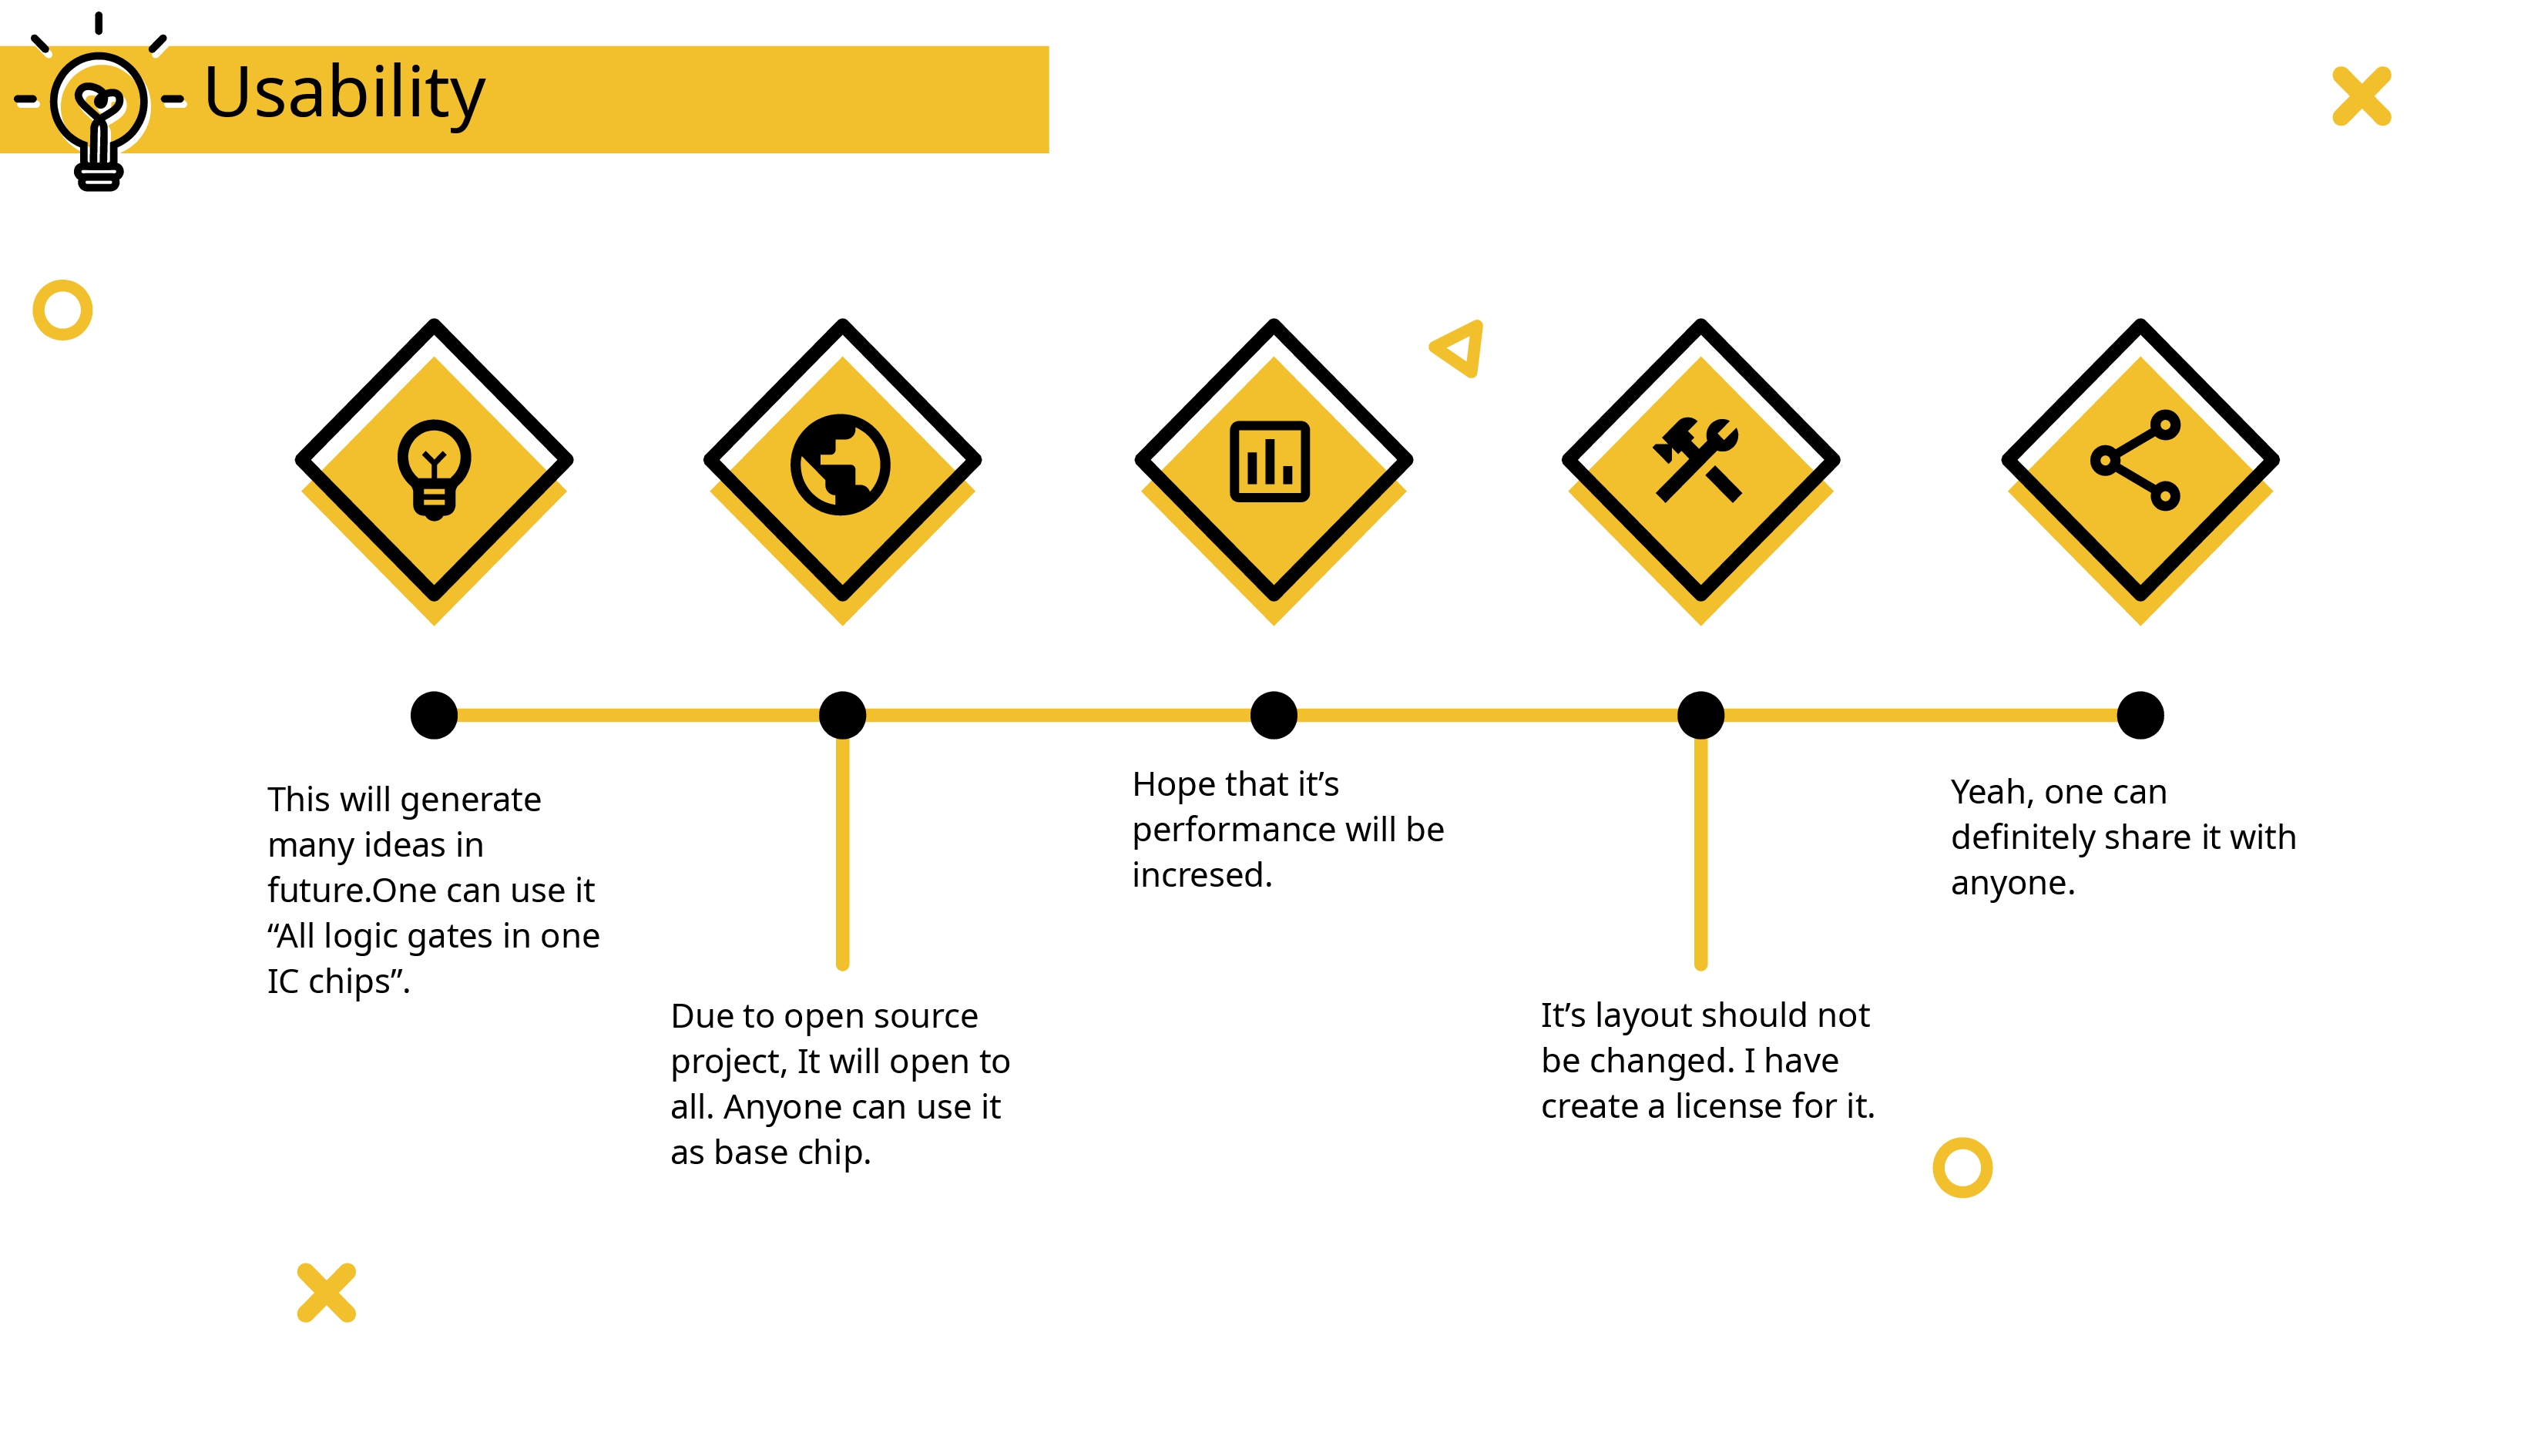 Usability
This will generate
many ideas in
future.One can use it
“All logic gates in one
IC chips”.
Due to open source
project, It will open to
all. Anyone can use it
as base chip.
Hope that it’s
performance will be
incresed.
It’s layout should not
be changed. I have
create a license for it.
Yeah, one can
definitely share it with
anyone.